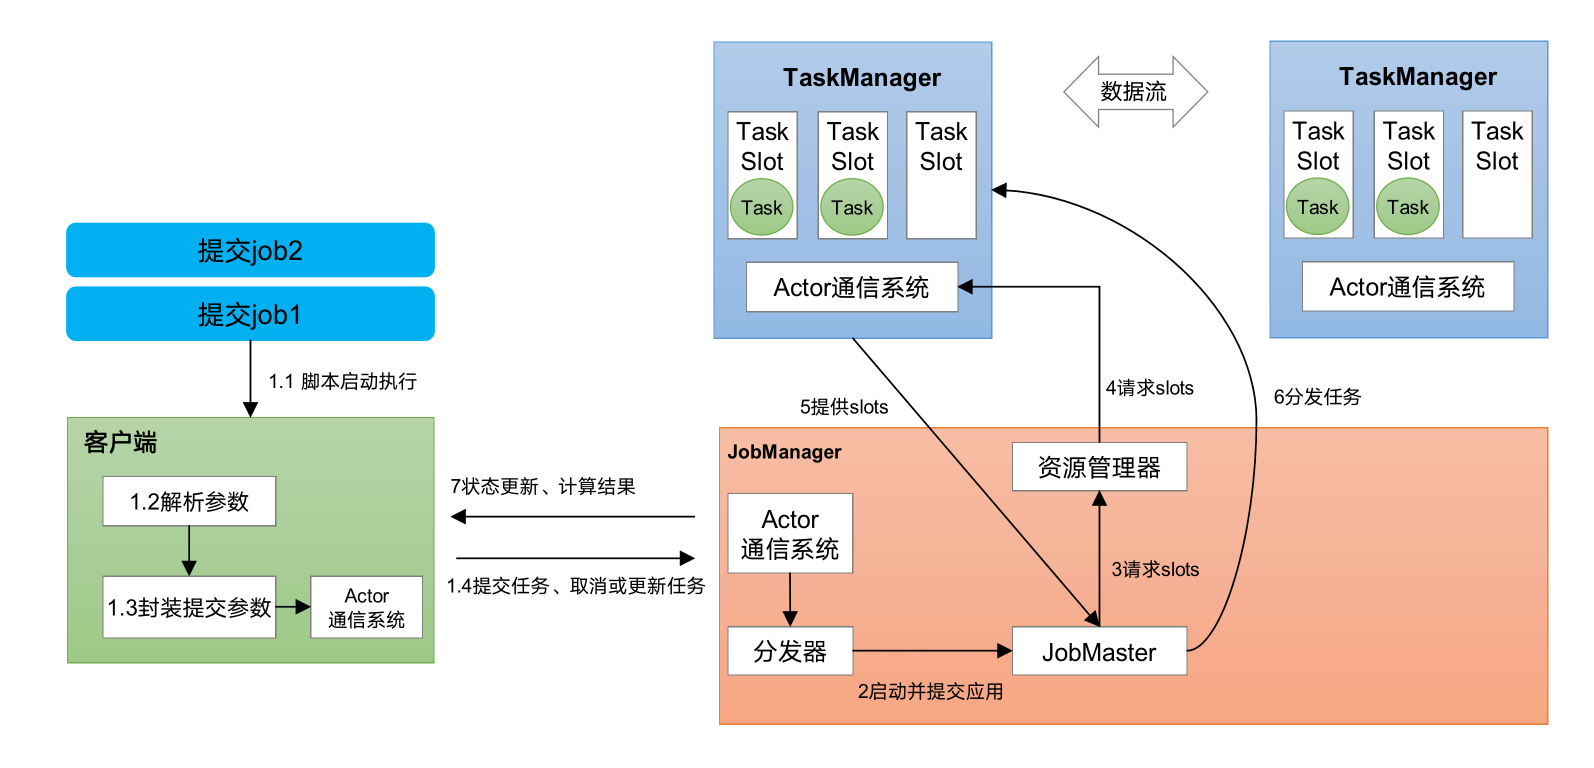 提交job2
提交job1
1.1 脚本启动执行
客户端
1.2解析参数
1.3封装提交参数
Actor
通信系统
7状态更新、计算结果
1.4提交任务、取消或更新任务
TaskManager
Task
Slot
Task
Task
Slot
Task
Task
Slot
Actor通信系统
数据流
TaskManager
Task
Slot
Task
Task
Slot
Task
Task
Slot
Actor通信系统
5提供slots
4请求slots
6分发任务
JobManager
资源管理器
Actor
通信系统
3请求slots
分发器
JobMaster
2启动并提交应用